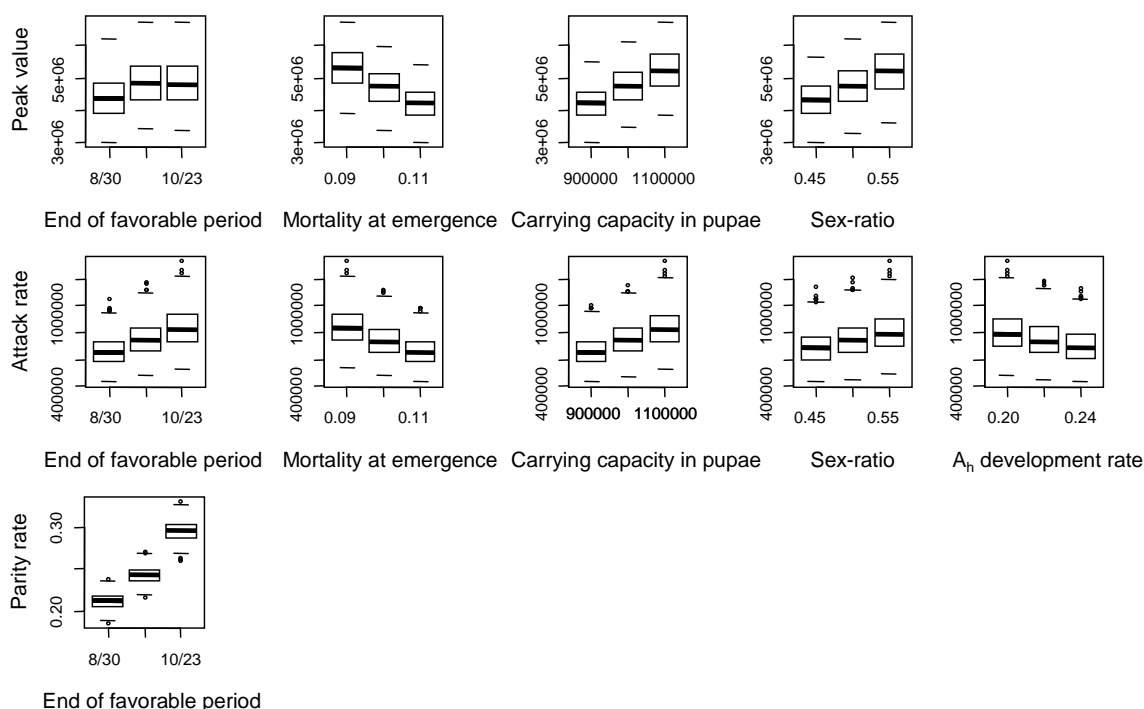 Peak value
3e+06 5e+06
8/30 10/23
0.09 0.11
3e+06 5e+06
900000 1100000
3e+06 5e+06
0.45 0.55
3e+06 5e+06
End of favorable period
Mortality at emergence
Carrying capacity in pupae
Sex-ratio
Attack rate
400000 1000000
8/30 10/23
400000 1000000
0.09 0.11
400000 1000000
900000 1100000
400000 1000000
0.45 0.55
400000 1000000
0.20 0.24
End of favorable period
Mortality at emergence
Carrying capacity in pupae
Sex-ratio
Ah development rate
Parity rate
0.20 0.30
8/30 10/23
End of favorable period